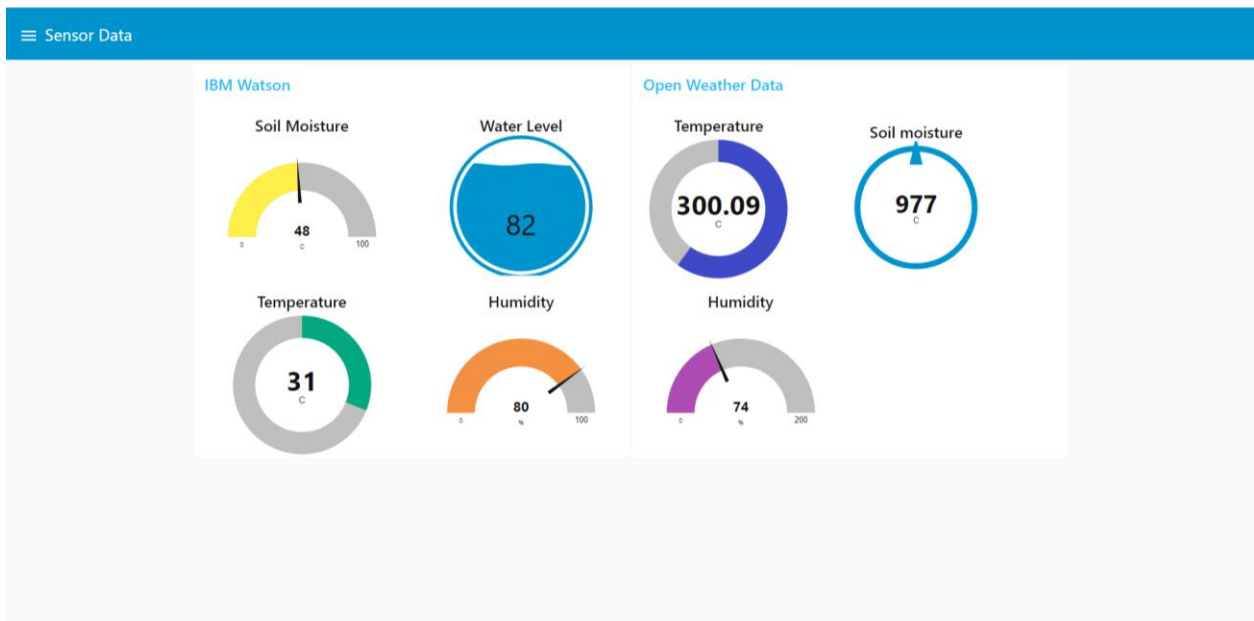 Sensor Data
IBM Watson
Soil Moisture
48
C
0
100
Water Level
82
Temperature
31
C
Humidity
80
%
0
100
Open Weather Data
Temperature
300.09
C
Soil moisture
977
C
Humidity
74
%
0
200